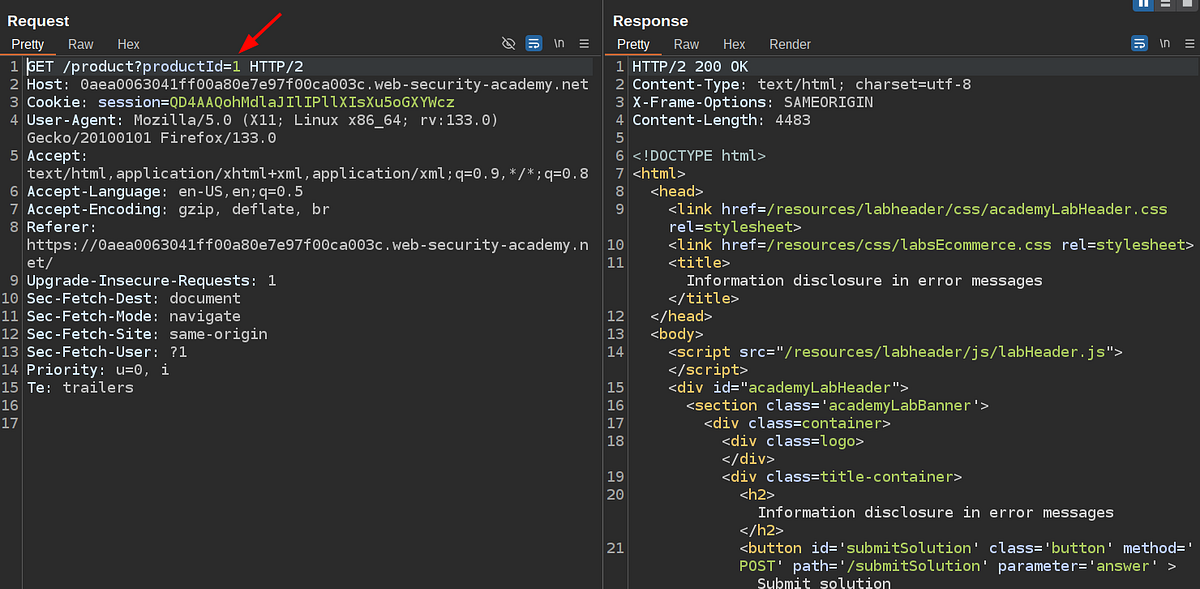 Request
Pretty Raw Hex \n
1 GET /product?productId=1 HTTP/2
2 Host: 0aea0063041ff00a80e7e97f00ca003c.web-security-academy.net
3 Cookie: session=QD4AAQohMdlaJIlIPllXIsXu5oGXYWcz
4 User-Agent: Mozilla/5.0 (X11; Linux x86_64; rv:133.0)
Gecko/20100101 Firefox/133.0
5 Accept:
text/html,application/xhtml+xml,application/xml;q=0.9,*/*;q=0.8
6 Accept-Language: en-US,en;q=0.5
7 Accept-Encoding: gzip, deflate, br
8 Referer:
https://0aea0063041ff00a80e7e97f00ca003c.web-security-academy.n
et/
9 Upgrade-Insecure-Requests: 1
10 Sec-Fetch-Dest: document
11 Sec-Fetch-Mode: navigate
12 Sec-Fetch-Site: same-origin
13 Sec-Fetch-User: ?1
14 Priority: u=0, i
15 Te: trailers
16
17
Response
Pretty Raw Hex Render \n
1 HTTP/2 200 OK
2 Content-Type: text/html; charset=utf-8
3 X-Frame-Options: SAMEORIGIN
4 Content-Length: 4483
5
6 <!DOCTYPE html>
7 <html>
8 <head>
9 <link href=/resources/labheader/css/academyLabHeader.css
rel=stylesheet>
10 <link href=/resources/css/labsEcommerce.css rel=stylesheet>
11 <title>
Information disclosure in error messages
</title>
12 </head>
13 <body>
14 <script src="/resources/labheader/js/labHeader.js">
</script>
15 <div id="academyLabHeader">
16 <section class='academyLabBanner'>
17 <div class=container>
18 <div class=logo>
</div>
19 <div class=title-container>
20 <h2>
Information disclosure in error messages
</h2>
21 <button id='submitSolution' class='button' method='
POST' path='/submitSolution' parameter='answer' >
Submit solution